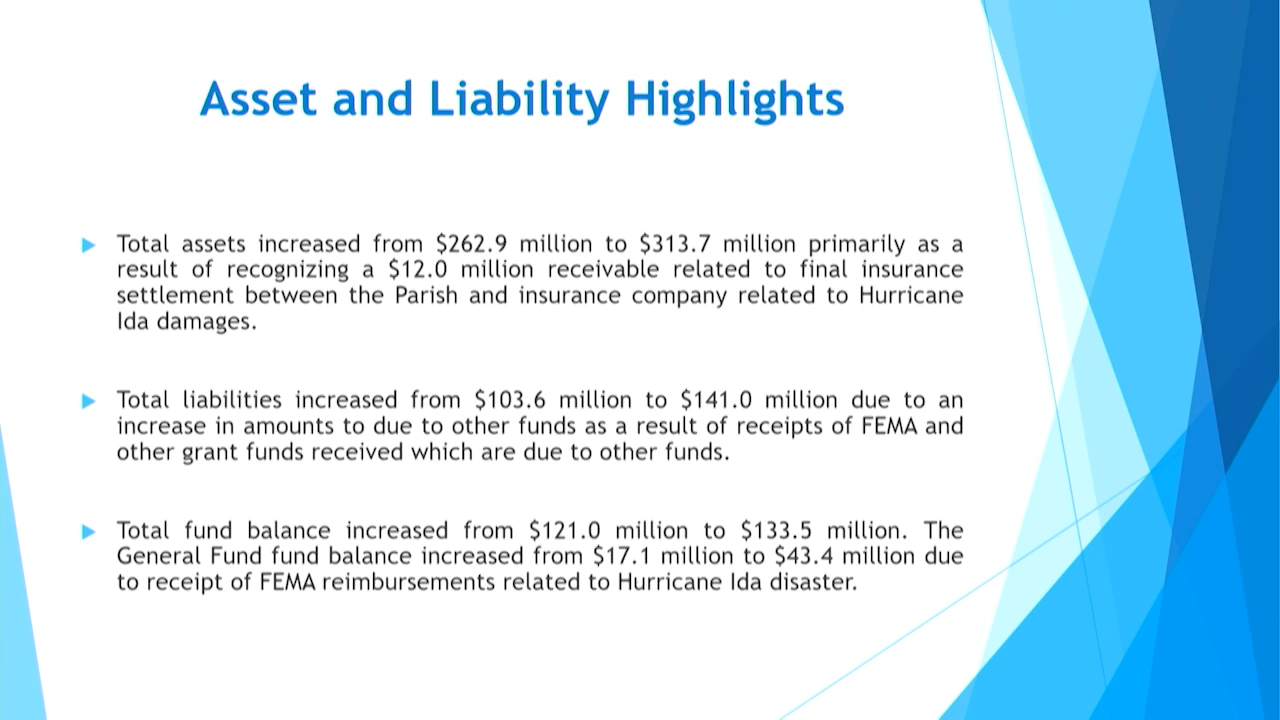 Asset and Liability Highlights
Total assets increased from $262.9 million to $313.7 million primarily as a
result of recognizing a $12.0 million receivable related to final insurance
settlement between the Parish and insurance company related to Hurricane
Ida damages.
Total liabilities increased from $103.6 million to $141.0 million due to an
increase in amounts to due to other funds as a result of receipts of FEMA and
other grant funds received which are due to other funds.
Total fund balance increased from $121.0 million to $133.5 million. The
General Fund fund balance increased from $17.1 million to $43.4 million due
to receipt of FEMA reimbursements related to Hurricane Ida disaster.